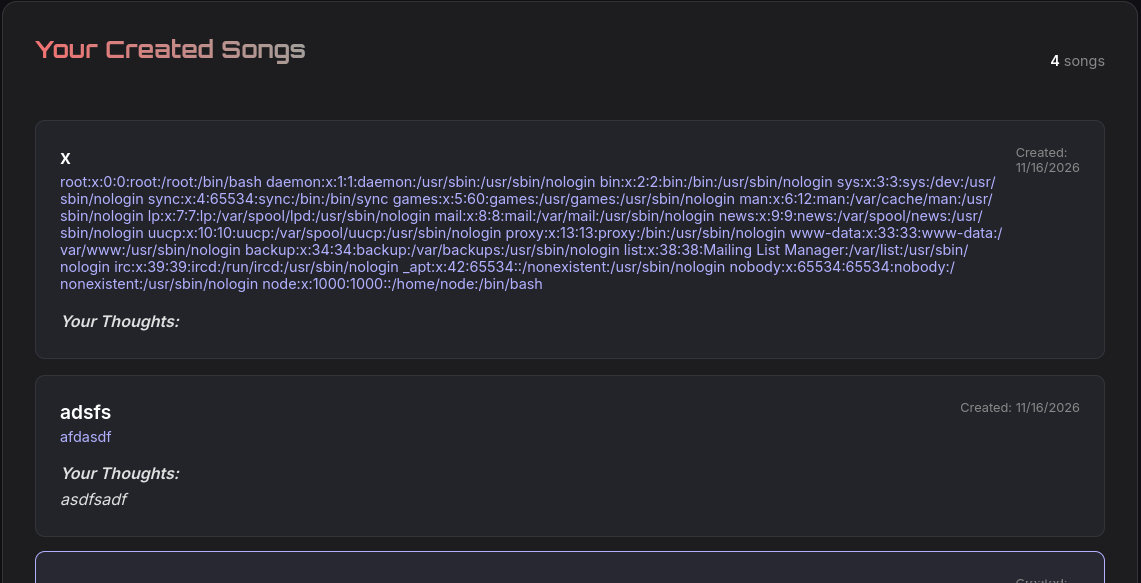 Your Created Songs
4 songs
X
Created:
11/16/2026
root:x:0:0:root:/root:/bin/bash daemon:x:1:1:daemon:/usr/sbin:/usr/sbin/nologin bin:x:2:2:bin:/bin:/usr/sbin/nologin sys:x:3:3:sys:/dev:/usr/
sbin/nologin sync:x:4:65534:sync:/bin:/bin/sync games:x:5:60:games:/usr/games:/usr/sbin/nologin man:x:6:12:man:/var/cache/man:/usr/
sbin/nologin lp:x:7:7:lp:/var/spool/lpd:/usr/sbin/nologin mail:x:8:8:mail:/var/mail:/usr/sbin/nologin news:x:9:9:news:/var/spool/news:/usr/
sbin/nologin uucp:x:10:10:uucp:/var/spool/uucp:/usr/sbin/nologin proxy:x:13:13:proxy:/bin:/usr/sbin/nologin www-data:x:33:33:www-data:/
var/www:/usr/sbin/nologin backup:x:34:34:backup:/var/backups:/usr/sbin/nologin list:x:38:38:Mailing List Manager:/var/list:/usr/sbin/
nologin irc:x:39:39:ircd:/run/ircd:/usr/sbin/nologin _apt:x:42:65534::/nonexistent:/usr/sbin/nologin nobody:x:65534:65534:nobody:/
nonexistent:/usr/sbin/nologin node:x:1000:1000::/home/node:/bin/bash
Your Thoughts:
adsfs
Created: 11/16/2026
afdasdf
Your Thoughts:
asdfsadf
Created: